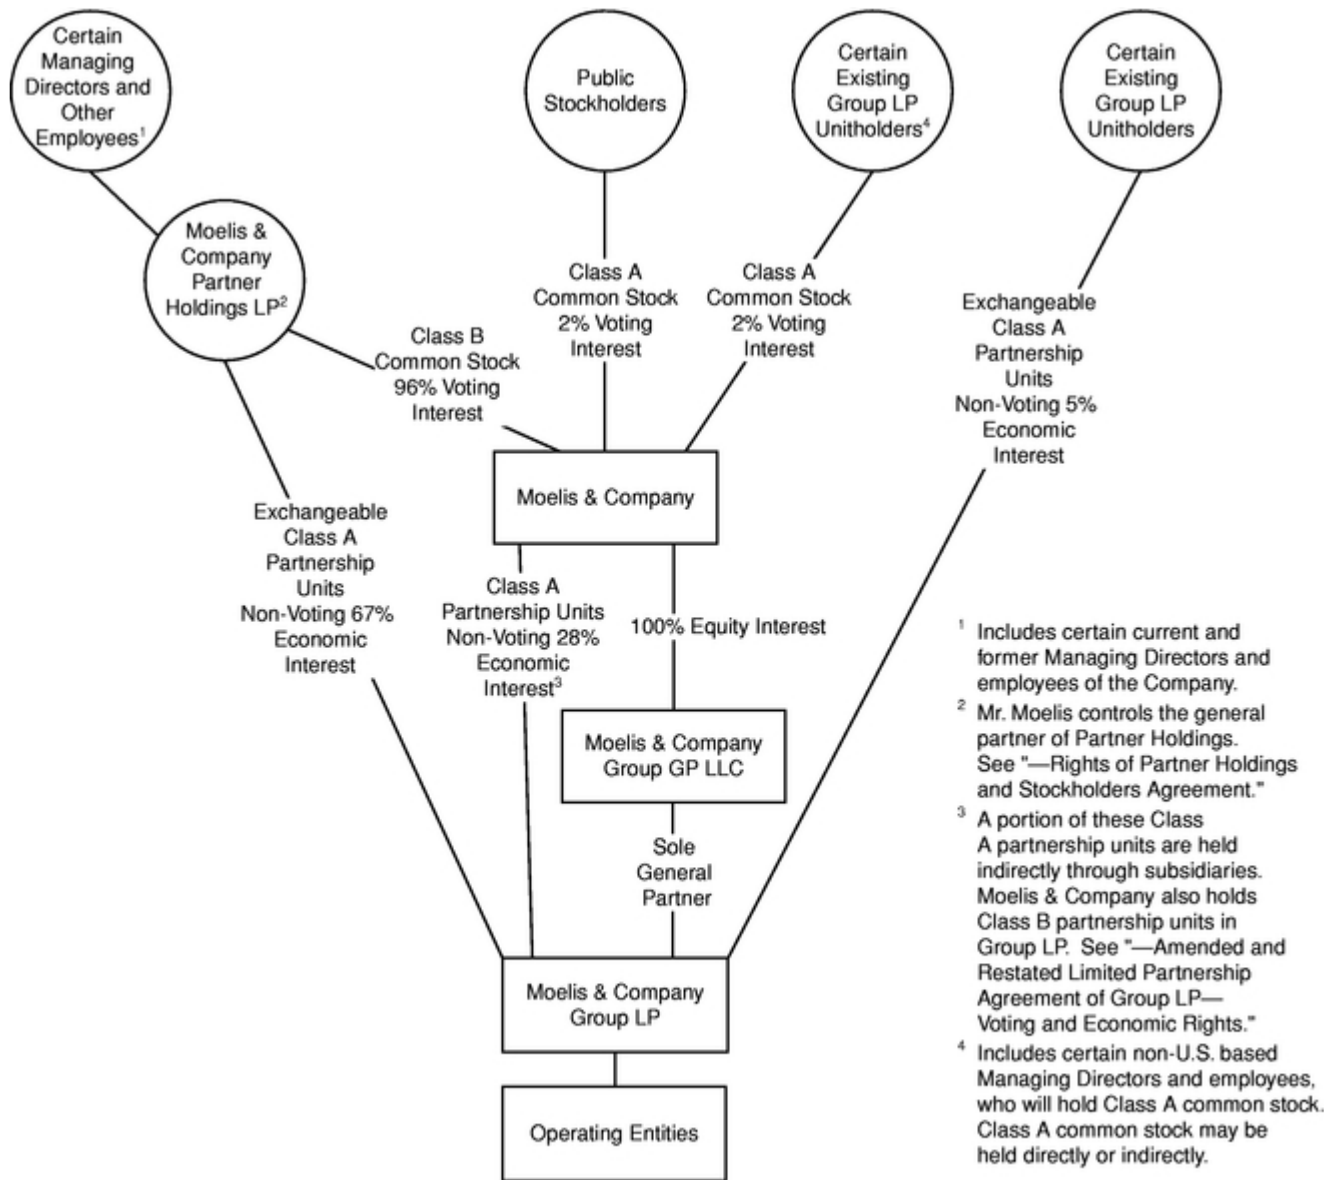 Certain
Managing
Directors and
Other
Employees1
Public
Stockholders
Certain
Existing
Group LP
Unitholders4
Certain
Existing
Group LP
Unitholders
Moelis &
Company
Partner
Holdings LP2
Class B
Common Stock
96% Voting
Interest
Class A
Common Stock
2% Voting
Interest
Class A
Common Stock
2% Voting
Interest
Exchangeable
Class A
Partnership
Units
Non-Voting 5%
Economic
Interest
Moelis & Company
Exchangeable
Class A
Partnership
Units
Non-Voting 67%
Economic
Interest
Class A
Partnership Units
Non-Voting 28%
Economic
Interest3
100% Equity Interest
Moelis & Company
Group GP LLC
Sole
General
Partner
Moelis & Company
Group LP
Operating Entities
1 Includes certain current and
former Managing Directors and
employees of the Company.
2 Mr. Moelis controls the general
partner of Partner Holdings.
See "—Rights of Partner Holdings
and Stockholders Agreement."
3 A portion of these Class
A partnership units are held
indirectly through subsidiaries.
Moelis & Company also holds
Class B partnership units in
Group LP. See "—Amended and
Restated Limited Partnership
Agreement of Group LP—
Voting and Economic Rights."
4 Includes certain non-U.S. based
Managing Directors and employees,
who will hold Class A common stock.
Class A common stock may be
held directly or indirectly.